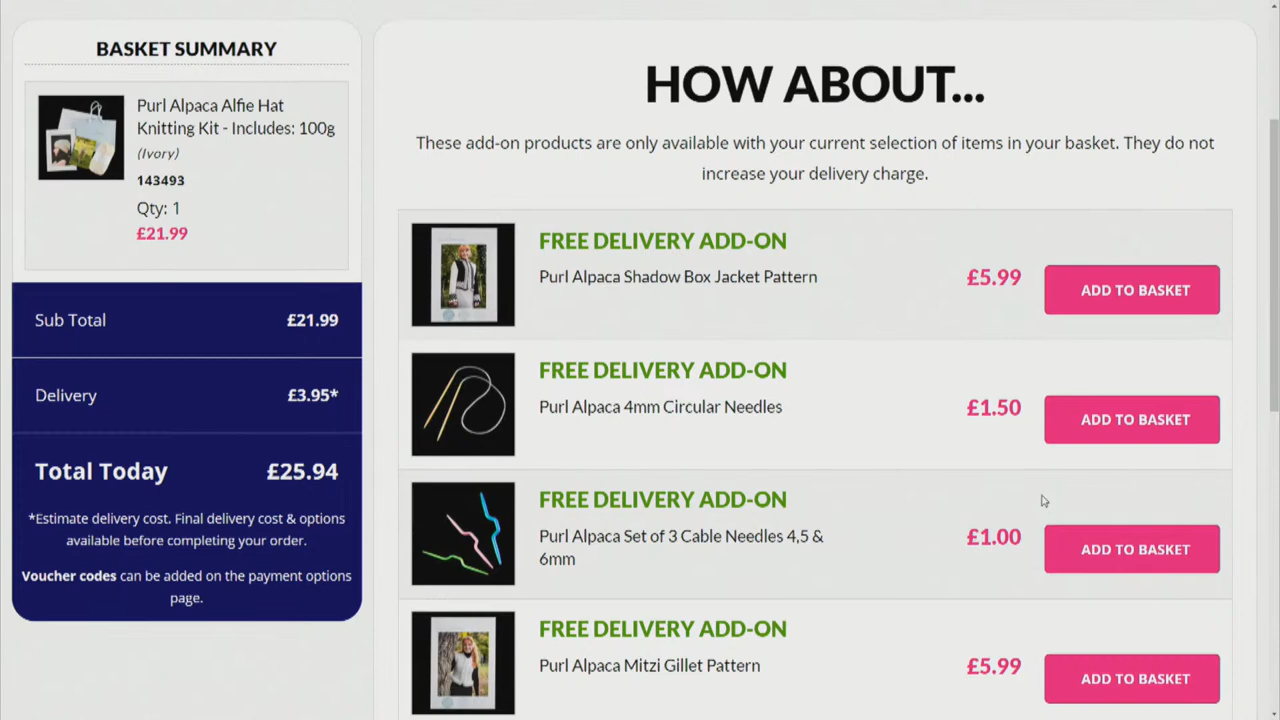 BASKET SUMMARY
Purl Alpaca Alfie Hat
Knitting Kit - Includes: 100g
(Ivory)
143493
Qty: 1
£21.99
Sub Total £21.99
Delivery £3.95*
Total Today £25.94
*Estimate delivery cost. Final delivery cost & options
available before completing your order.
Voucher codes can be added on the payment options
page.
HOW ABOUT...
These add-on products are only available with your current selection of items in your basket. They do not
increase your delivery charge.
FREE DELIVERY ADD-ON
Purl Alpaca Shadow Box Jacket Pattern
£5.99
ADD TO BASKET
FREE DELIVERY ADD-ON
Purl Alpaca 4mm Circular Needles
£1.50
ADD TO BASKET
FREE DELIVERY ADD-ON
Purl Alpaca Set of 3 Cable Needles 4,5 &
6mm
£1.00
ADD TO BASKET
FREE DELIVERY ADD-ON
Purl Alpaca Mitzi Gillet Pattern
£5.99
ADD TO BASKET